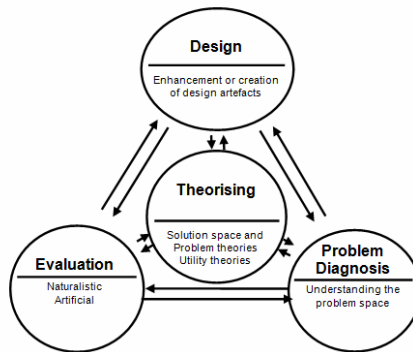 Design
Enhancement or creation
of design artefacts
Theorising
Solution space and
Problem theories
Utility theories
Evaluation
Naturalistic
Artificial
Problem
Diagnosis
Understanding the
problem space